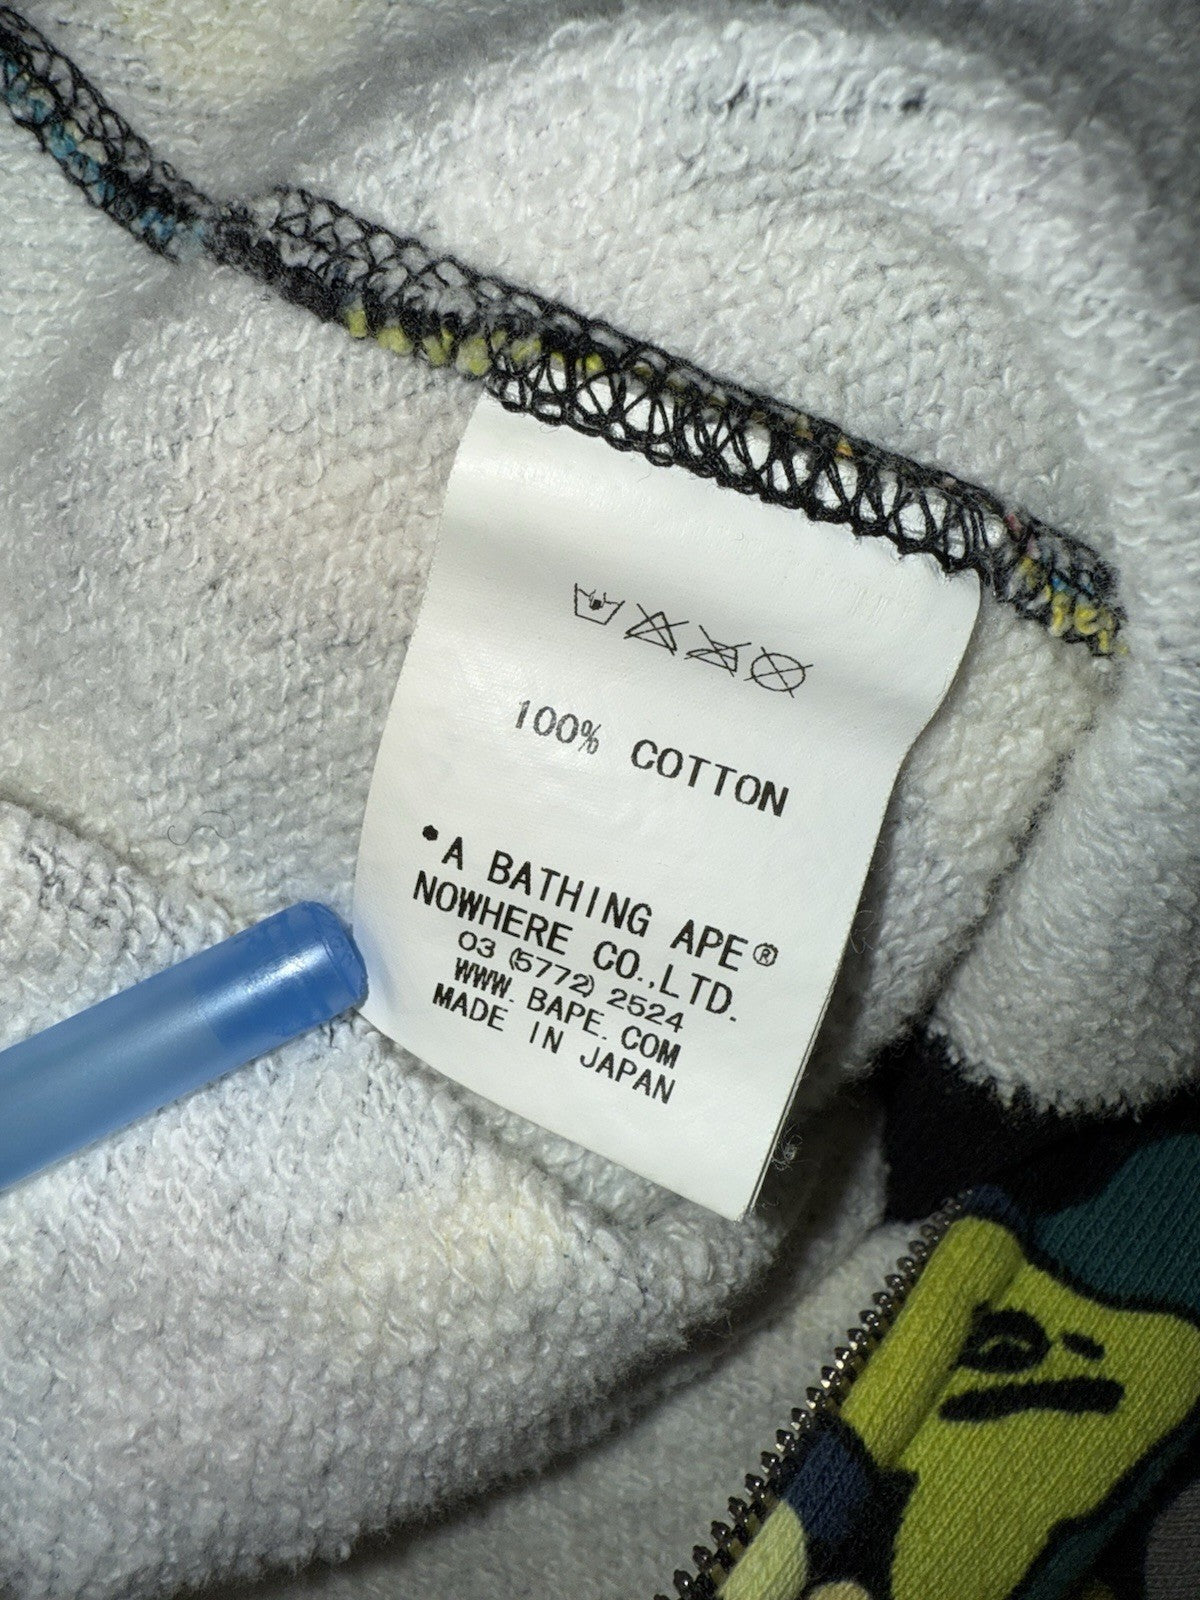 100% COTTON
•A BATHING APE®
NOWHERE CO.,LTD.
03 (5772) 2524
WWW. BAPE. COM
MADE IN JAPAN